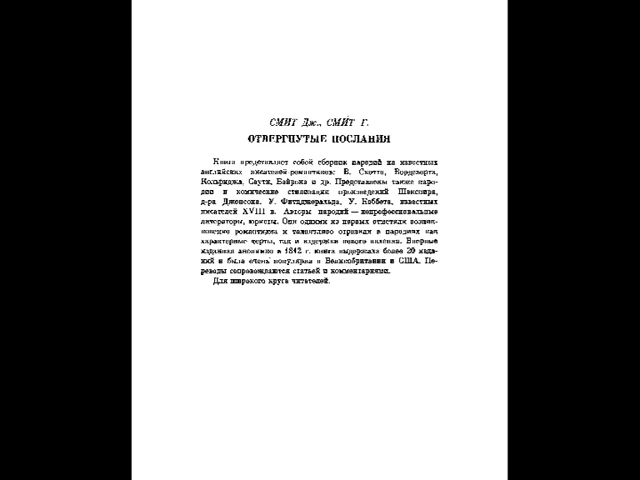 СМИТ Дж., СМИТ Г.
ОТВЕРГНУТЫЕ ПОСЛАНИЯ
Книга представляет собой сборник пародий на известных
английских писателей-романтиков: В. Скотта, Вордсворта,
Кольриджа, Саути, Байрона и др. Представлены также паро-
дии и комические стилизации произведений Шекспира,
д-ра Джонсона, У. Фитцджеральда, У. Коббета, известных
писателей XVIII в. Авторы пародий — непрофессиональные
литераторы, юристы. Они одними из первых отметили возник-
новение романтизма и талантливо отразили в пародиях как
характерные черты, так и издержки нового явления. Впервые
изданная анонимно в 1812 г. книга выдержала более 20 изда-
ний и была очень популярна в Великобритании и США. Пе-
реводы сопровождаются статьей и комментариями.
Для широкого круга читателей.